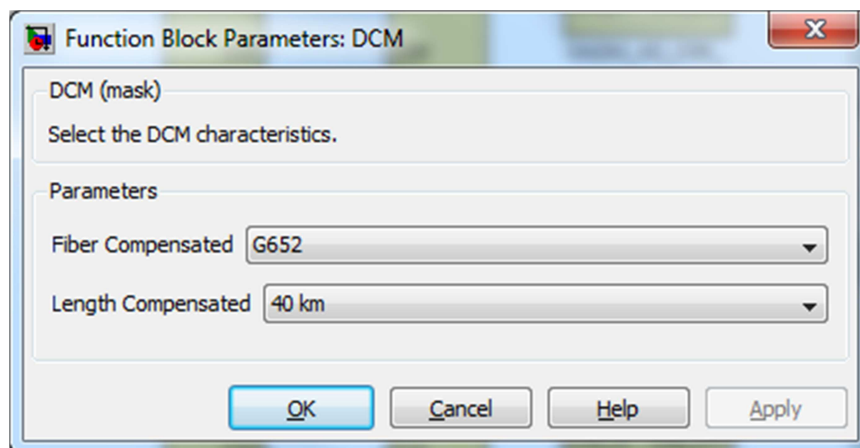 Function Block Parameters: DCM
DCM (mask)
Select the DCM characteristics.
Parameters
Fiber Compensated G652
Length Compensated 40 km
OK Cancel Help Apply